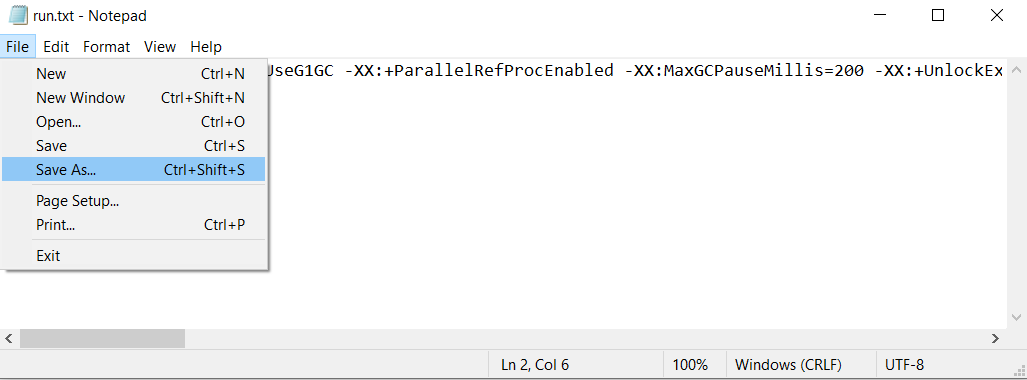 run.txt - Notepad
File Edit Format View Help
UseG1GC -XX:+ParallelRefProcEnabled -XX:MaxGCPauseMillis=200 -XX:+UnlockEx
New Ctrl+N
New Window Ctrl+Shift+N
Open... Ctrl+O
Save Ctrl+S
Save As... Ctrl+Shift+S
Page Setup...
Print... Ctrl+P
Exit
Ln 2, Col 6 100% Windows (CRLF) UTF-8